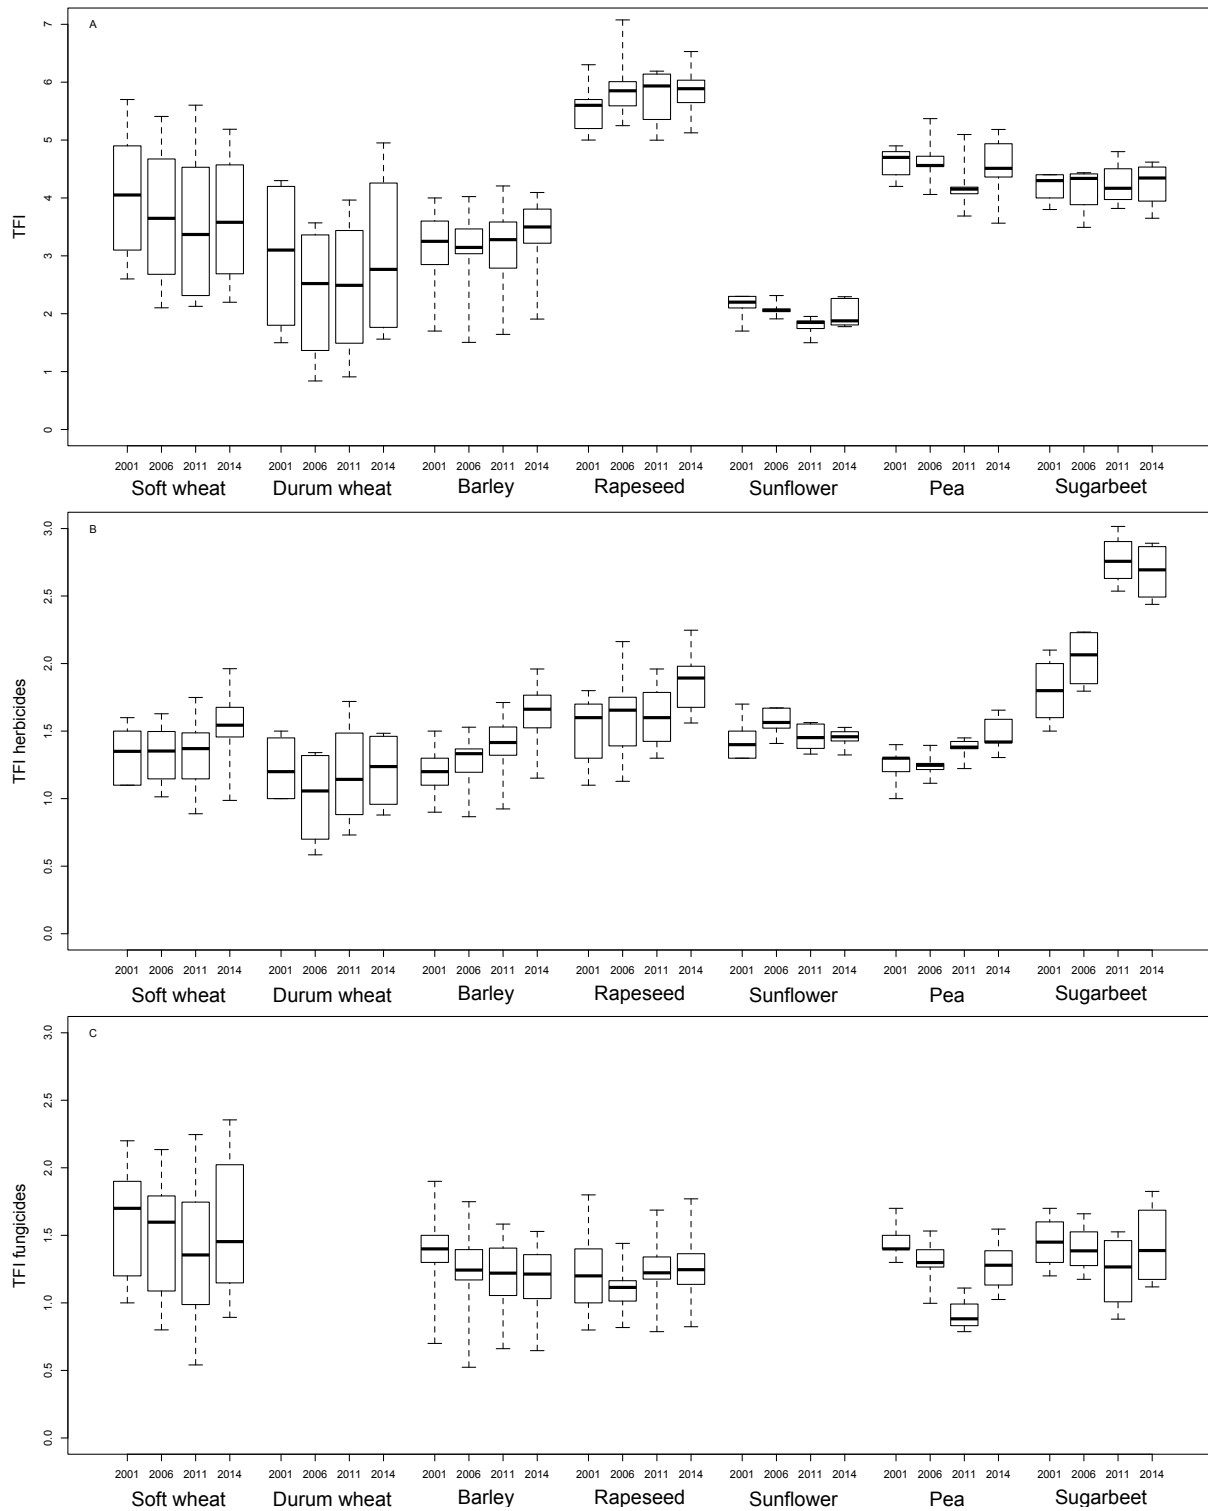 A
TFI
7
6
5
4
3
2
1
0
2001 2006 2011 2014 2001 2006 2011 2014 2001 2006 2011 2014 2001 2006 2011 2014 2001 2006 2011 2014 2001 2006 2011 2014 2001 2006 2011 2014
Soft wheat Durum wheat Barley Rapeseed Sunflower Pea Sugarbeet
B
TFI herbicides
3.0
2.5
2.0
1.5
1.0
0.5
0.0
2001 2006 2011 2014 2001 2006 2011 2014 2001 2006 2011 2014 2001 2006 2011 2014 2001 2006 2011 2014 2001 2006 2011 2014 2001 2006 2011 2014
Soft wheat Durum wheat Barley Rapeseed Sunflower Pea Sugarbeet
C
TFI fungicides
3.0
2.5
2.0
1.5
1.0
0.5
0.0
2001 2006 2011 2014 2001 2006 2011 2014 2001 2006 2011 2014 2001 2006 2011 2014 2001 2006 2011 2014 2001 2006 2011 2014 2001 2006 2011 2014
Soft wheat Durum wheat Barley Rapeseed Sunflower Pea Sugarbeet